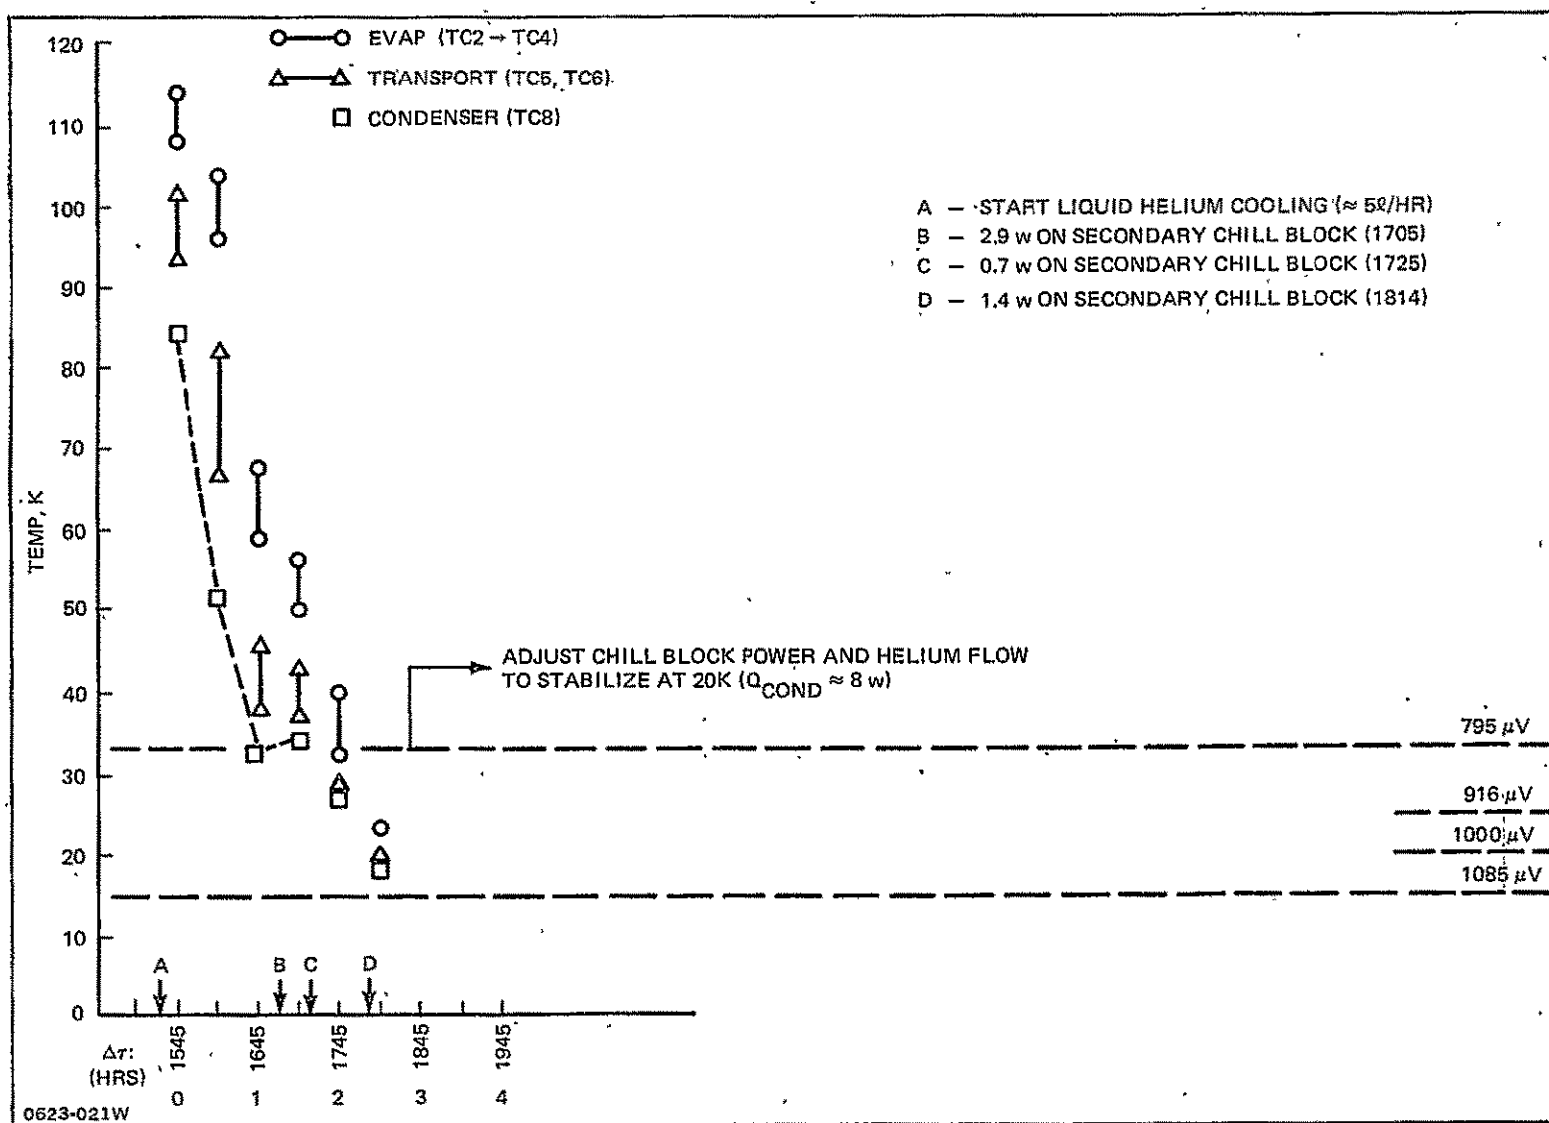 EVAP (TC2 → TC4)
TRANSPORT (TC5, TC6)
CONDENSER (TC8)
120
110
100
90
80
70
60
50
40
30
20
10
0
TEMP, K
A – START LIQUID HELIUM COOLING (≈ 5ℓ/HR)
B – 2.9 w ON SECONDARY CHILL BLOCK (1705)
C – 0.7 w ON SECONDARY CHILL BLOCK (1725)
D – 1.4 w ON SECONDARY CHILL BLOCK (1814)
ADJUST CHILL BLOCK POWER AND HELIUM FLOW
TO STABILIZE AT 20K (QCOND ≈ 8 w)
795 μV
916 μV
1000 μV
1085 μV
A B C D
1545 1645 1745 1845 1945
Δτ:
(HRS)
0 1 2 3 4
0623-021W